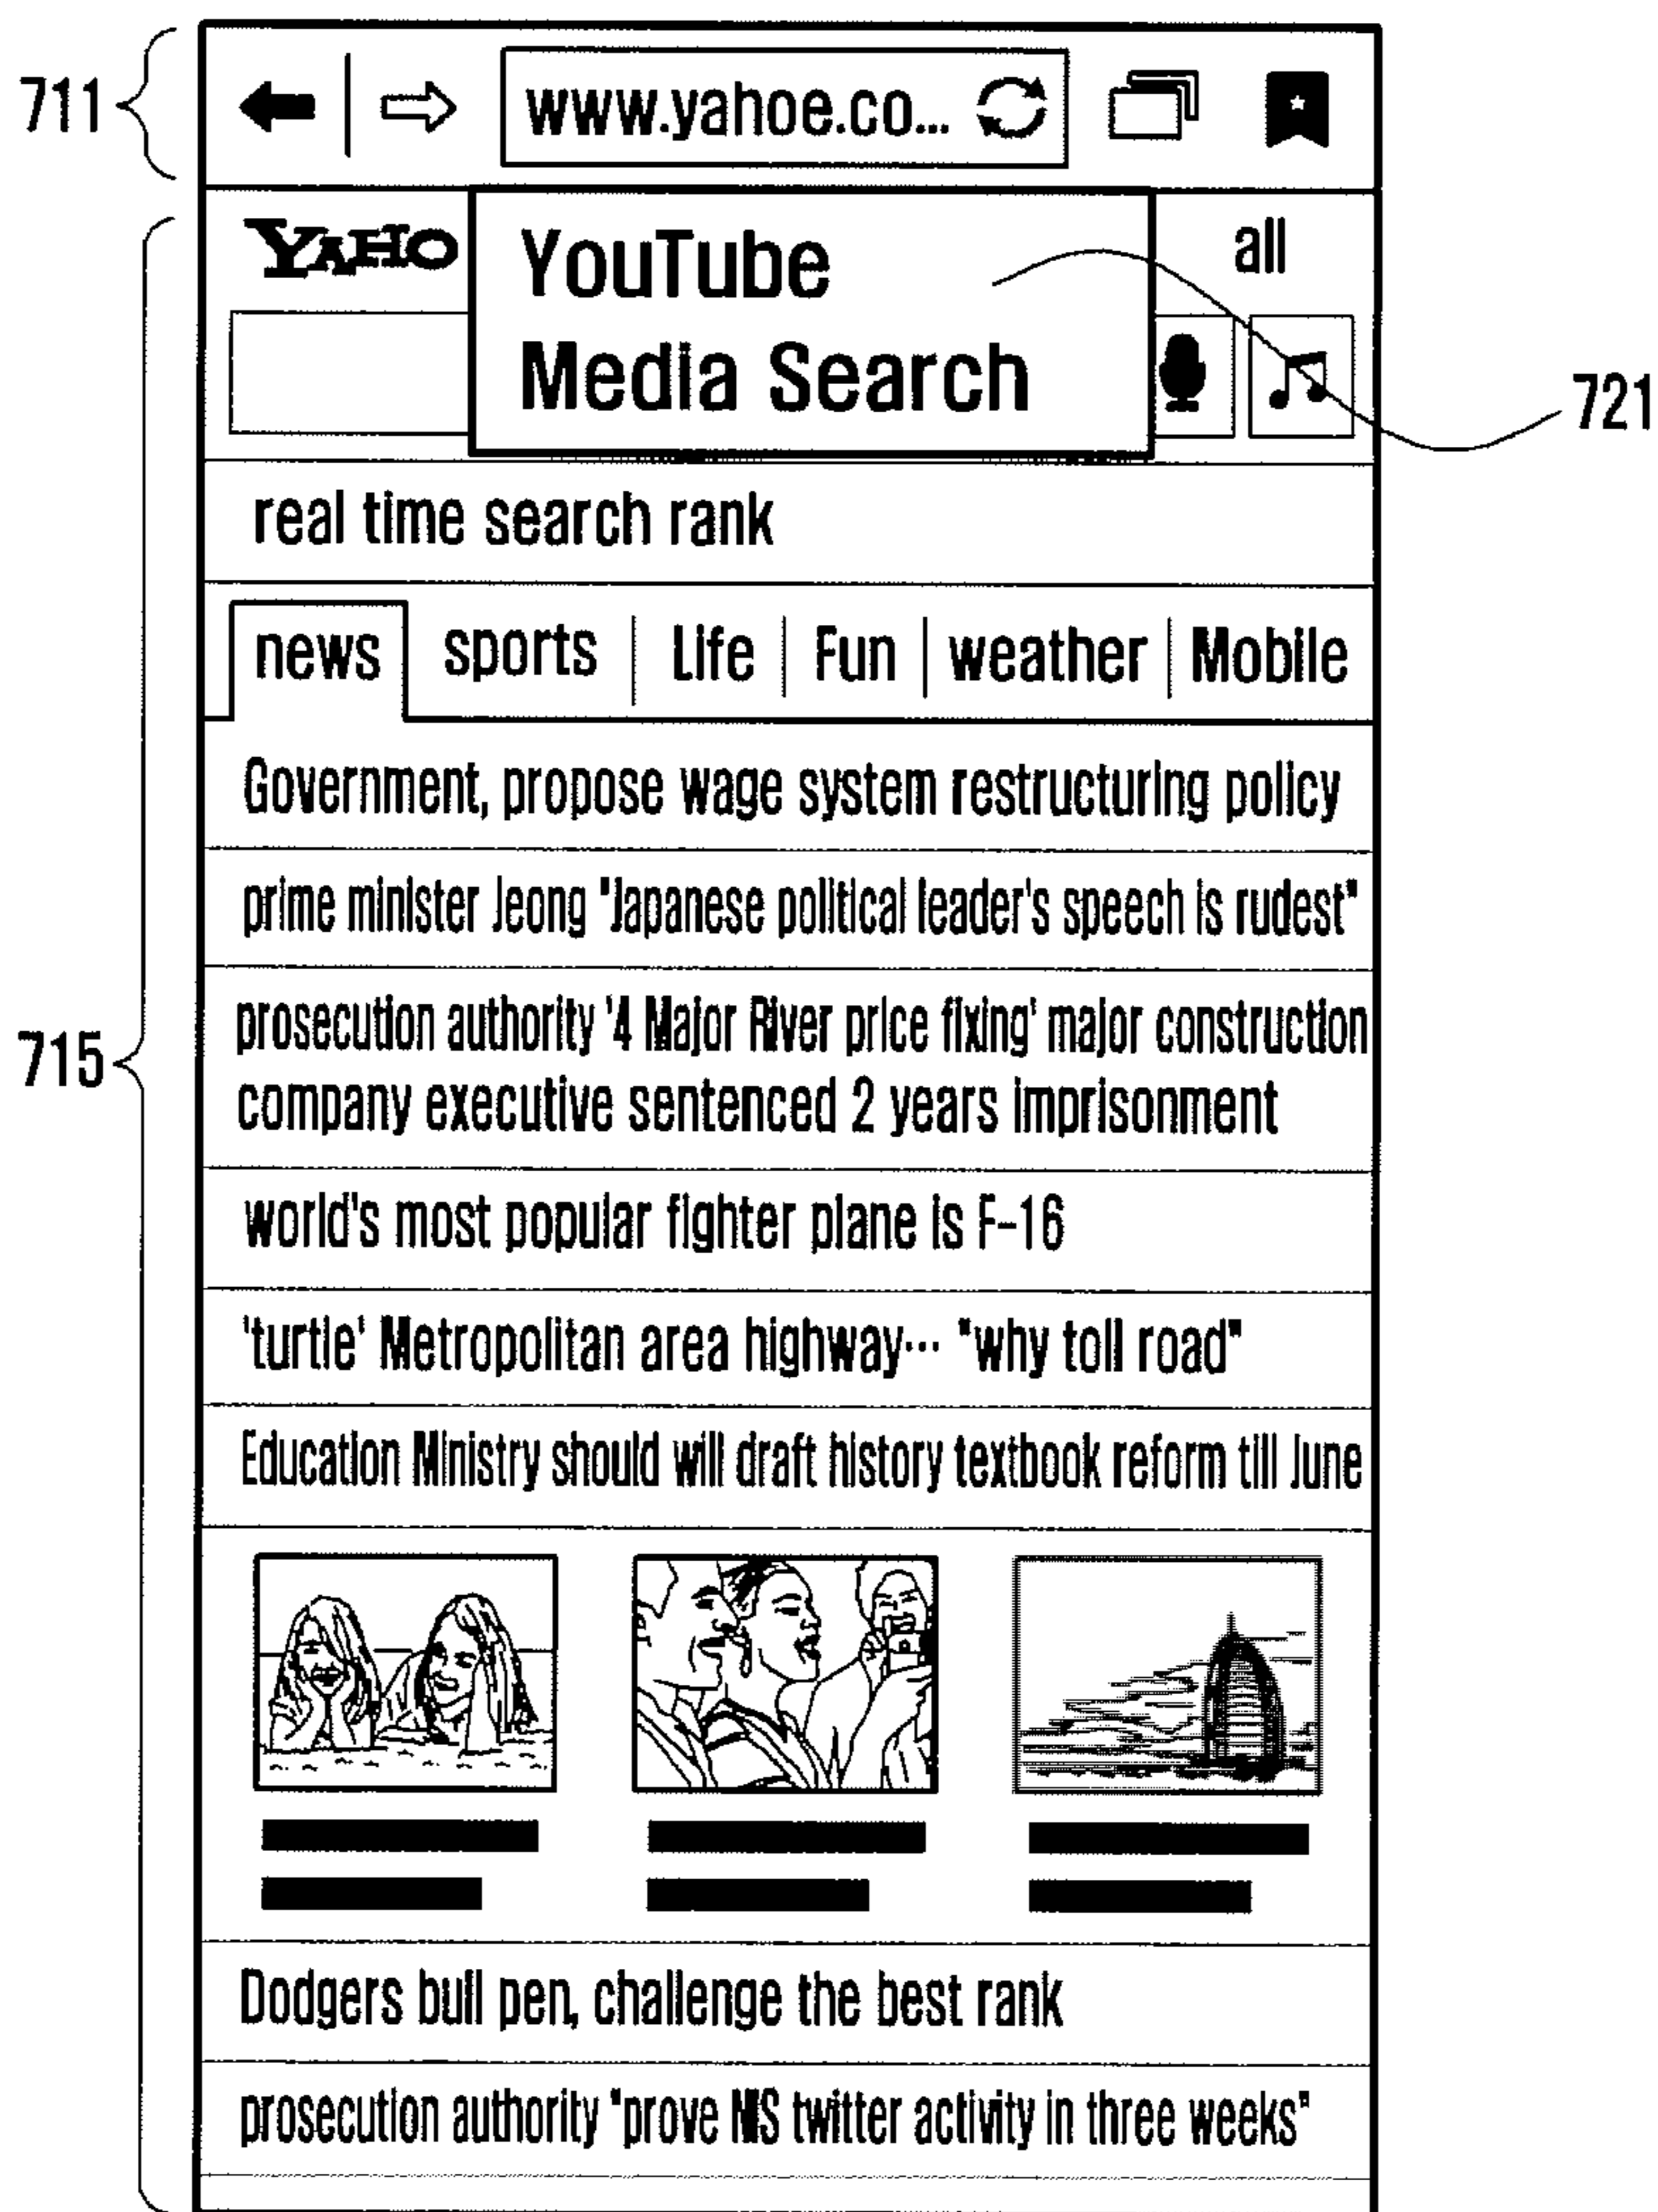 711
www.yahoe.co...
YAHO
YouTube
all
Media Search
721
real time search rank
news sports Life Fun weather Mobile
Government, propose wage system restructuring policy
prime minister Jeong "Japanese political leader's speech is rudest"
715
prosecution authority '4 Major River price fixing' major construction
company executive sentenced 2 years imprisonment
world's most popular fighter plane is F-16
'turtle' Metropolitan area highway... "why toll road"
Education Ministry should will draft history textbook reform till June
Dodgers bull pen, challenge the best rank
prosecution authority "prove NIS twitter activity in three weeks"